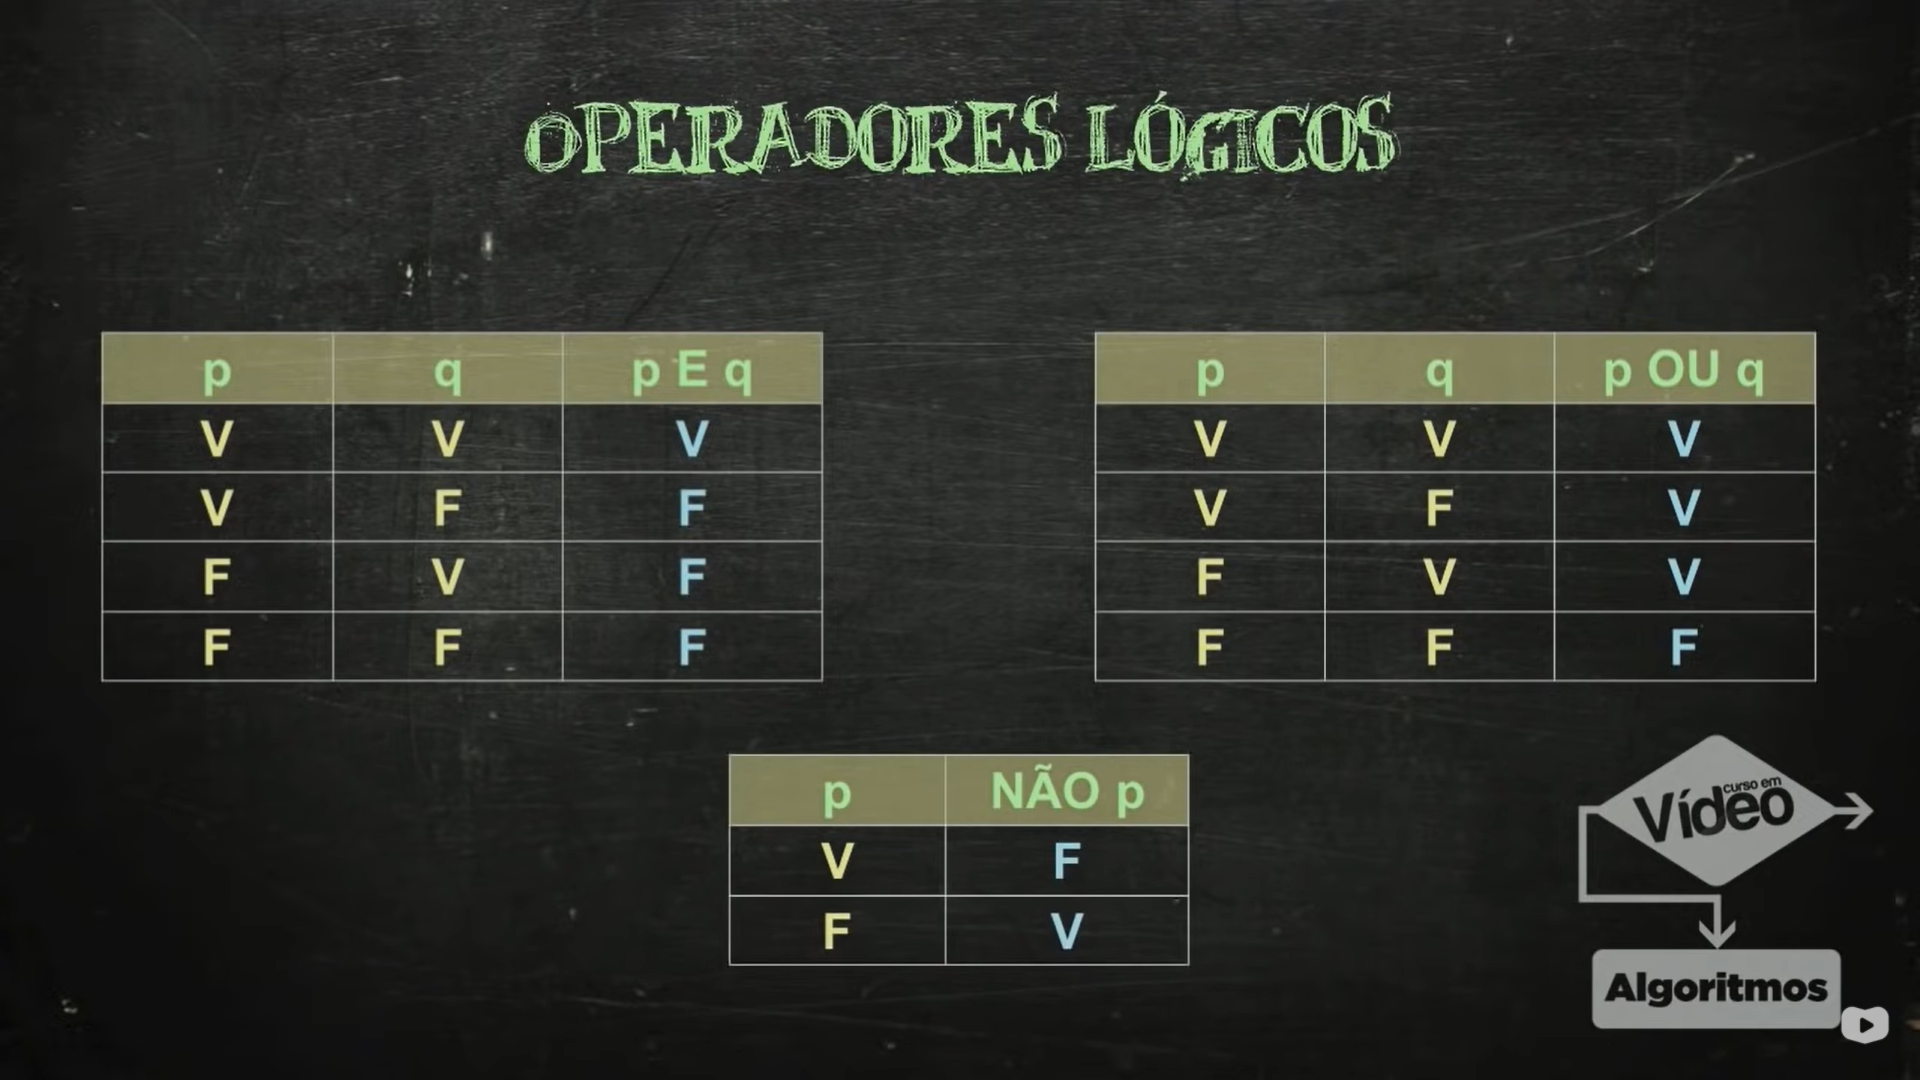 OPERADORES LÓGICOS
p q p E q
V V V
V F F
F V F
F F F
p q p OU q
V V V
V F V
F V V
F F F
p NÃO p
V F
F V
curso em
Vídeo
Algoritmos